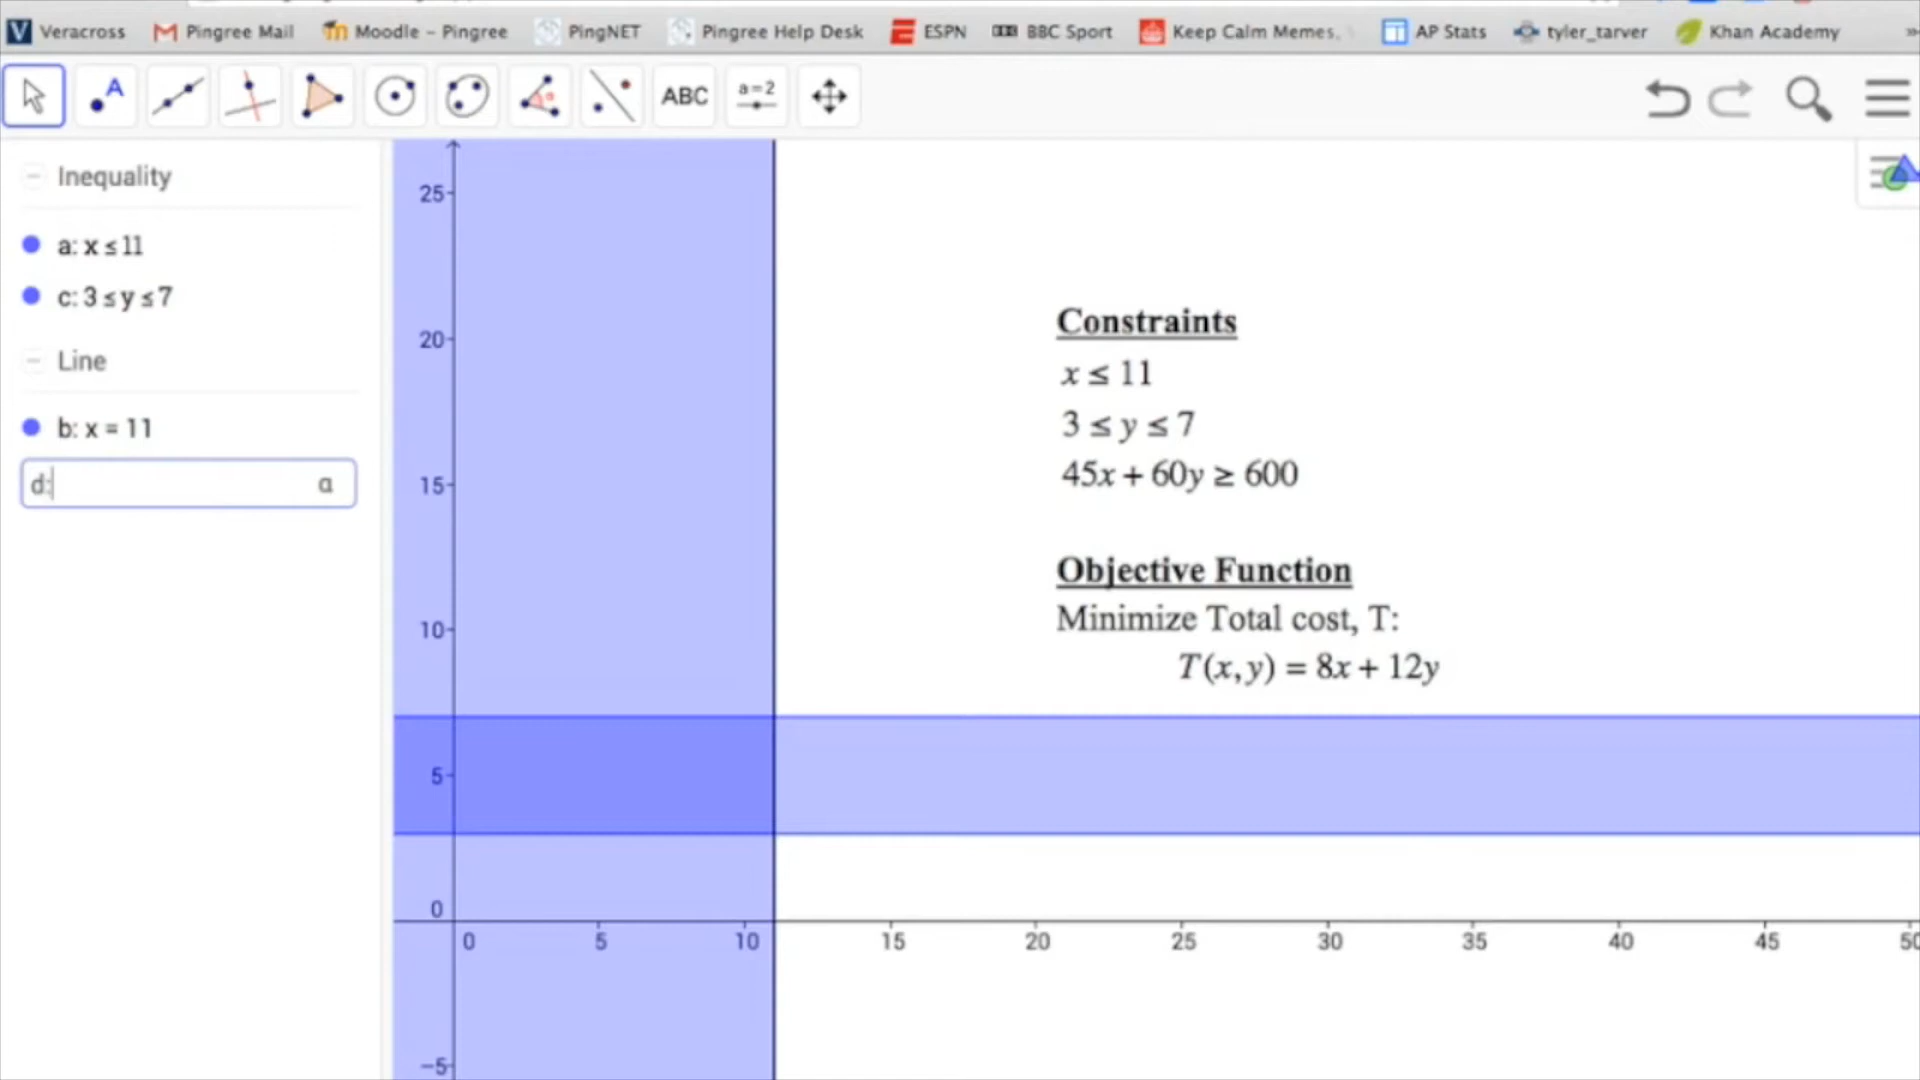 Veracross Pingree Mail Moodle - Pingree PingNET Pingree Help Desk ESPN BBC Sport Keep Calm Memes, AP Stats tyler_tarver Khan Academy »
A ABC a=2
Inequality
a: x ≤ 11
c: 3 ≤ y ≤ 7
Line
b: x = 11
d: α
25
20
15
10
5
0
-5
0 5 10 15 20 25 30 35 40 45 50
Constraints
x ≤ 11
3 ≤ y ≤ 7
45x + 60y ≥ 600
Objective Function
Minimize Total cost, T:
T(x,y) = 8x + 12y